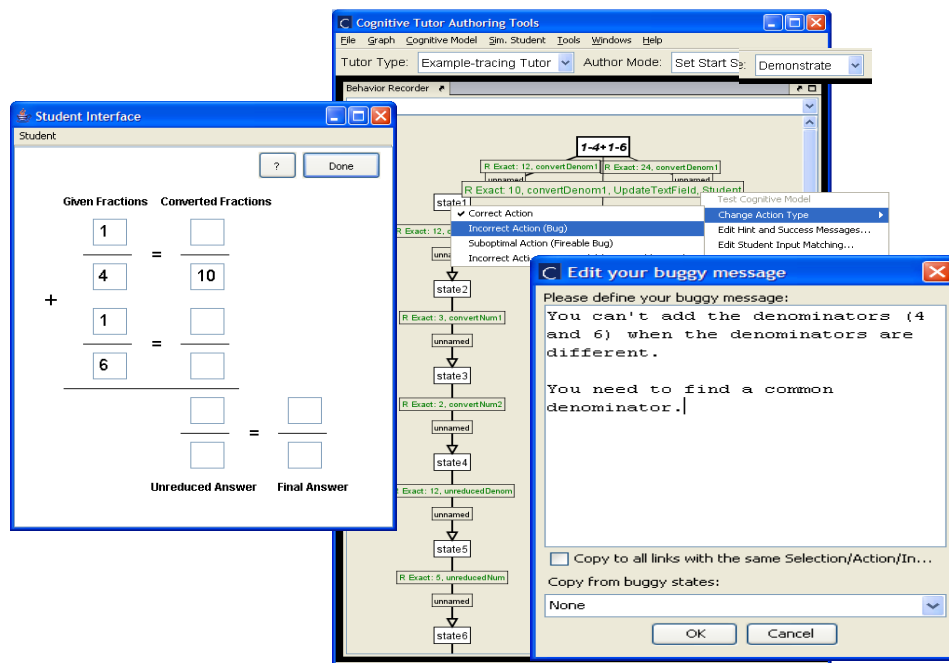 Cognitive Tutor Authoring Tools
File Graph Cognitive Model Sim. Student Tools Windows Help
Tutor Type: Example-tracing Tutor Author Mode: Set Start S e: Demonstrate
Behavior Recorder
1-4+1-6
R Exact: 12, convertDenom1 R Exact: 24, convertDenom1
unnamed unnamed
R Exact: 10, convertDenom1, UpdateTextField, Student
state1
R Exact: 12,
state2
R Exact: 3, convertNum1
unnamed
state3
R Exact: 2, convertNum2
unnamed
state4
R Exact: 12, unreducedDenom
unnamed
state5
R Exact: 5, unreducedNum
unnamed
state6
Test Cognitive Model
Change Action Type
Edit Hint and Success Messages...
Edit Student Input Matching...
✔ Correct Action
Incorrect Action (Bug)
Suboptimal Action (Fireable Bug)
Incorrect Acti
Student Interface
Student
? Done
Given Fractions Converted Fractions
1
=
4 10
+
1
=
6
=
Unreduced Answer Final Answer
Edit your buggy message
Please define your buggy message:
You can't add the denominators (4
and 6) when the denominators are
different.
You need to find a common
denominator.
Copy to all links with the same Selection/Action/In...
Copy from buggy states:
None
OK Cancel